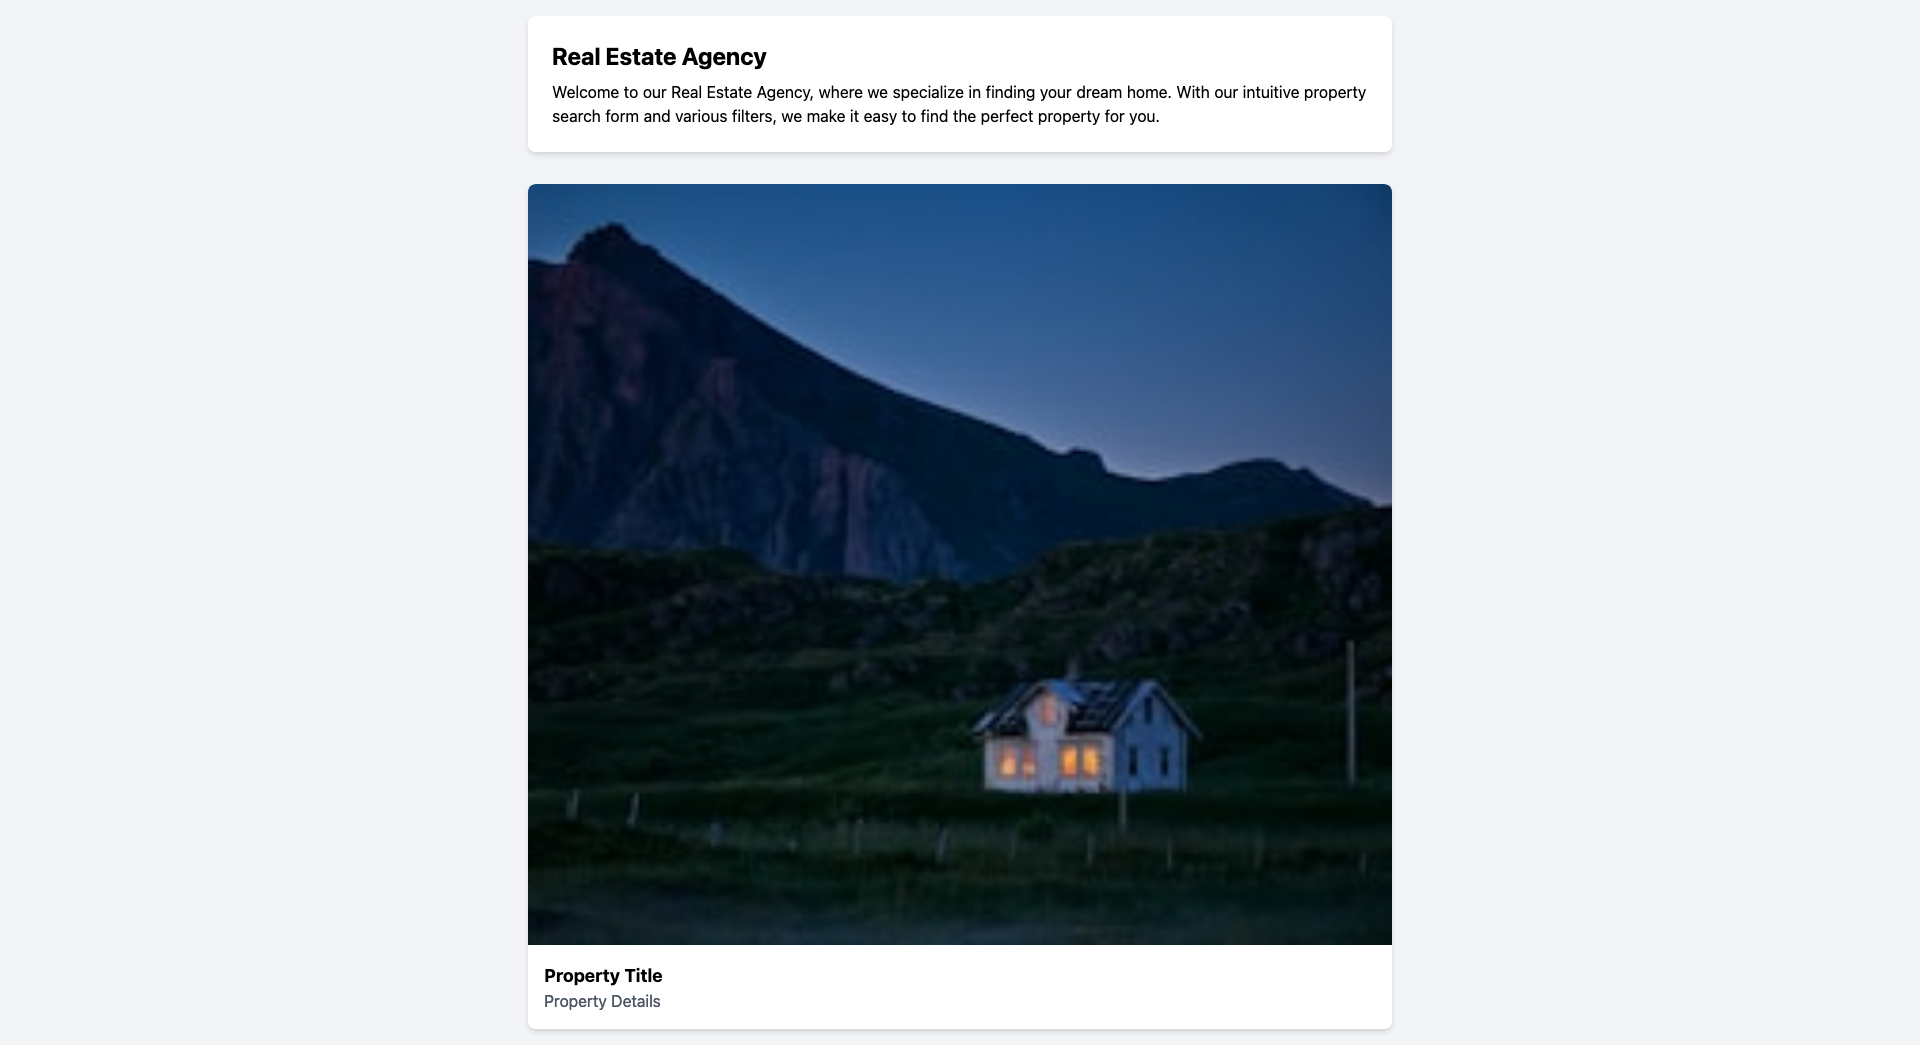 Real Estate Agency
Welcome to our Real Estate Agency, where we specialize in finding your dream home. With our intuitive property
search form and various filters, we make it easy to find the perfect property for you.
Property Title
Property Details